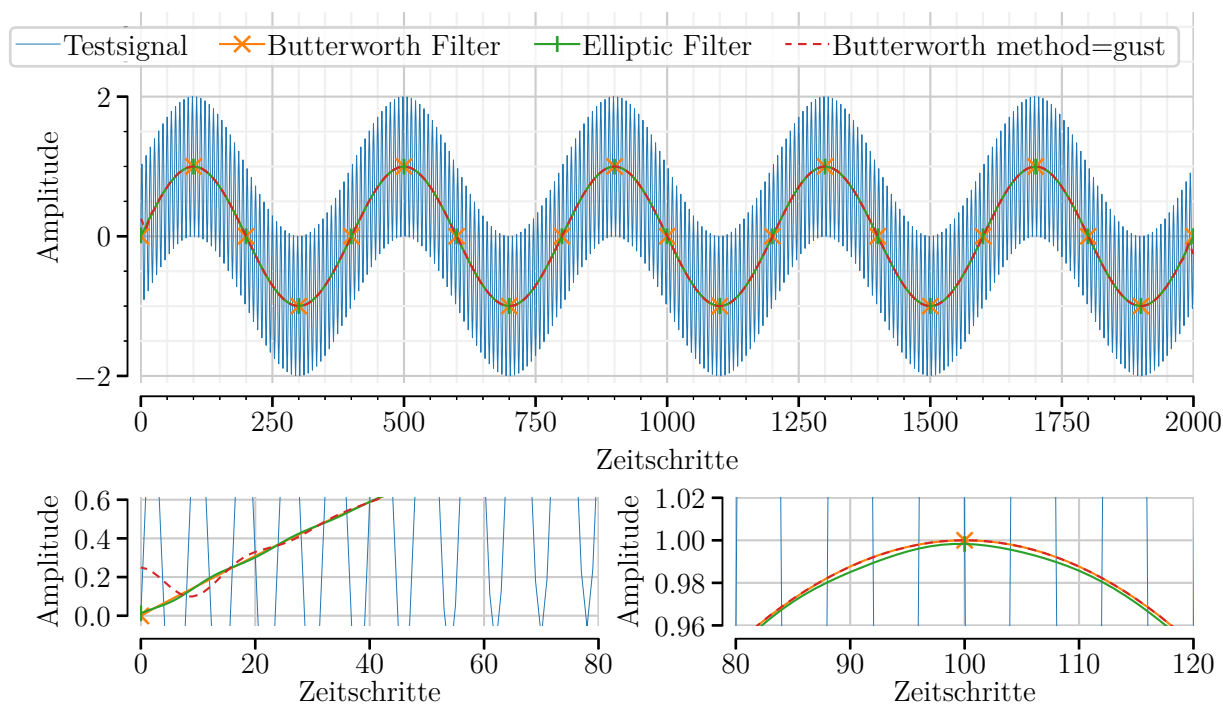 Testsignal Butterworth Filter Elliptic Filter Butterworth method=gust
Amplitude
2
0
−2
0 250 500 750 1000 1250 1500 1750 2000
Zeitschritte
Amplitude
0.6
0.4
0.2
0.0
0 20 40 60 80
Zeitschritte
Amplitude
1.02
1.00
0.98
0.96
80 90 100 110 120
Zeitschritte